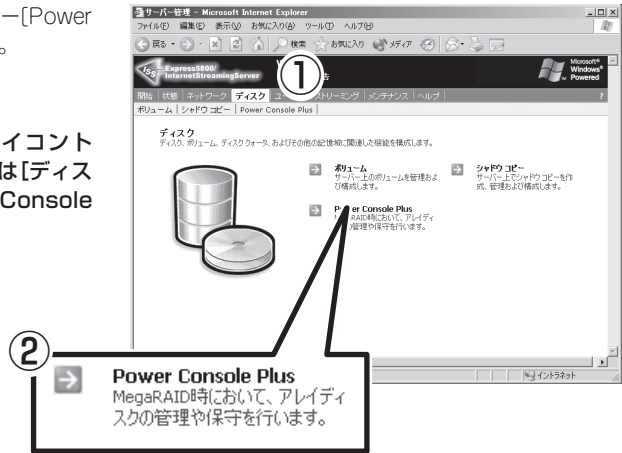 ー[Power
。
イコント
は[ディス
Console
サーバー管理 - Microsoft Internet Explorer
ファイル(F) 編集(E) 表示(V) お気に入り(A) ツール(T) ヘルプ(H)
戻る 検索 お気に入り メディア
Iss Express5800/
InternetStreamingServer
Microsoft®
Windows®
Powered
①
告
開始 状態 ネットワーク ディスク ユ ストリーミング メンテナンス ヘルプ ?
ボリューム シャドウ コピー Power Console Plus
ディスク
ディスク、ボリューム、ディスク クォータ、およびその他の記憶域に関連した機能を構成します。
ボリューム
サーバー上のボリュームを管理およ
び構成します。
シャドウ コピー
サーバー上でシャドウ コピーを作
成、管理および構成します。
er Console Plus
RAID時において、アレイディ
の管理や保守を行います。
②
Power Console Plus
MegaRAID時において、アレイディ
スクの管理や保守を行います。
イントラネット